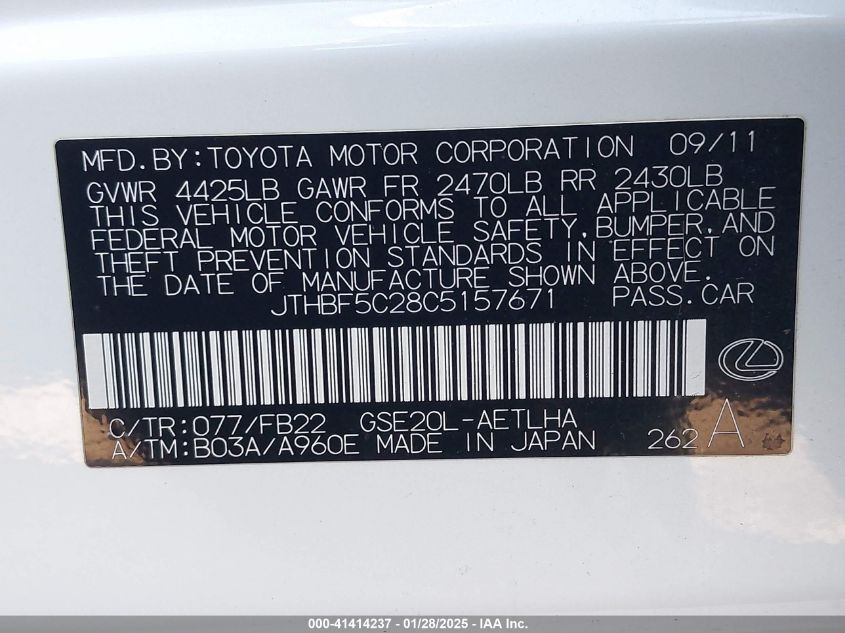 MFD.BY:TOYOTA MOTOR CORPORATION 09/11
GVWR 4425LB GAWR FR 2470LB RR 2430LB
THIS VEHICLE CONFORMS TO ALL APPLICABLE
FEDERAL MOTOR VEHICLE SAFETY,BUMPER,AND
THEFT PREVENTION STANDARDS IN EFFECT ON
THE DATE OF MANUFACTURE SHOWN ABOVE.
JTHBF5C28C5157671 PASS.CAR
C/TR:077/FB22 GSE20L-AETLHA
A/TM:B03A/A960E MADE IN JAPAN 262 A
000-41414237 - 01/28/2025 - IAA Inc.